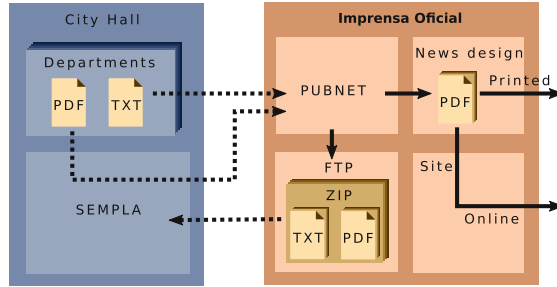 City Hall
Departments
PDF TXT
SEMPLA
Imprensa Oficial
PUBNET
News design
PDF
Printed
FTP
ZIP
TXT PDF
Site
Online